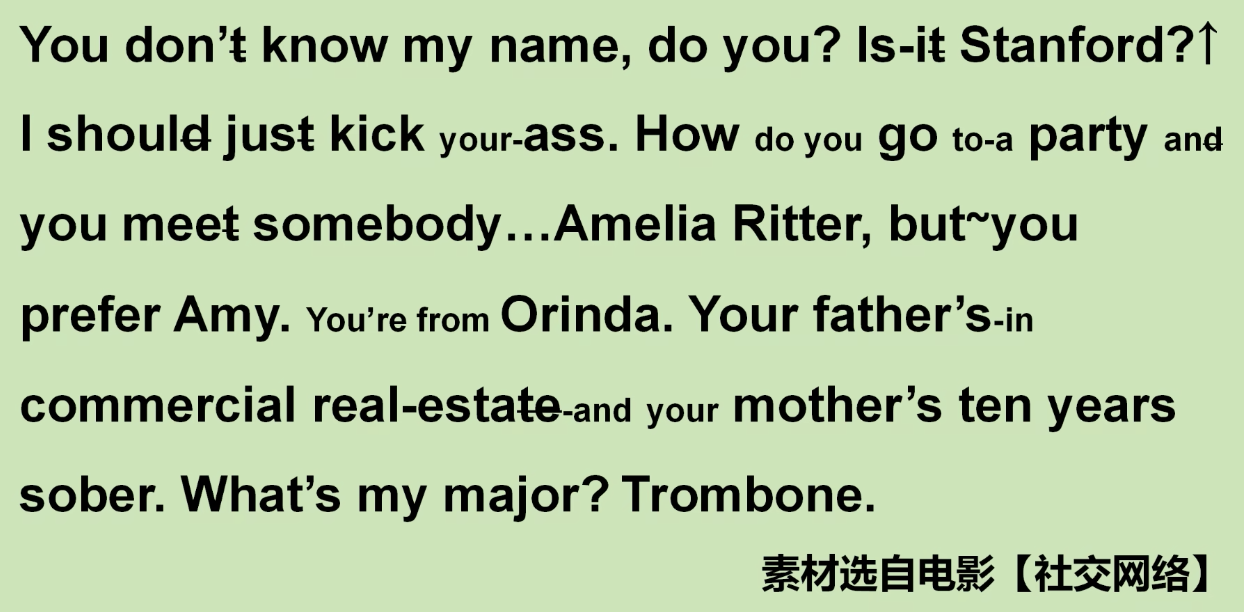 You don’t know my name, do you? Is-it Stanford?↑
I should just kick your-ass. How do you go to-a party and
you meet somebody…Amelia Ritter, but~you
prefer Amy. You’re from Orinda. Your father’s-in
commercial real-estate-and your mother’s ten years
sober. What’s my major? Trombone.
素材选自电影【社交网络】